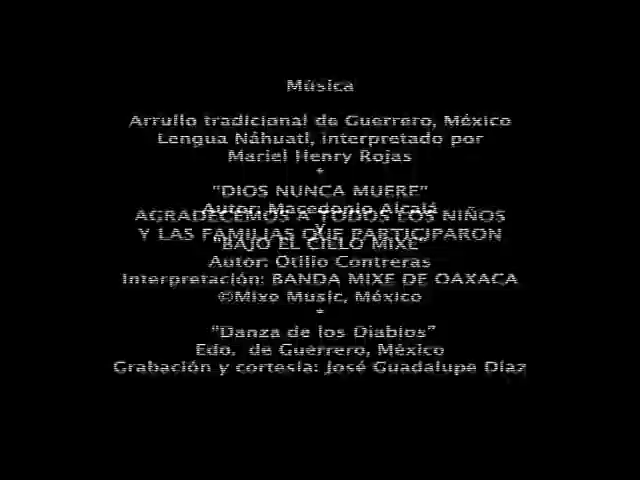 Música
Arrullo tradicional de Guerrero, México
Lengua Náhuatl, interpretado por
Mariel Henry Rojas
*
"DIOS NUNCA MUERE"
Autor: Macedonio Alcalá
AGRADECEMOS A TODOS LOS NIÑOS
y
Y LAS FAMILIAS QUE PARTICIPARON
"BAJO EL CIELO MIXE"
Autor: Otilio Contreras
Interpretación: BANDA MIXE DE OAXACA
©Mixe Music, México
*
"Danza de los Diablos"
Edo. de Guerrero, México
Grabación y cortesía: José Guadalupe Díaz